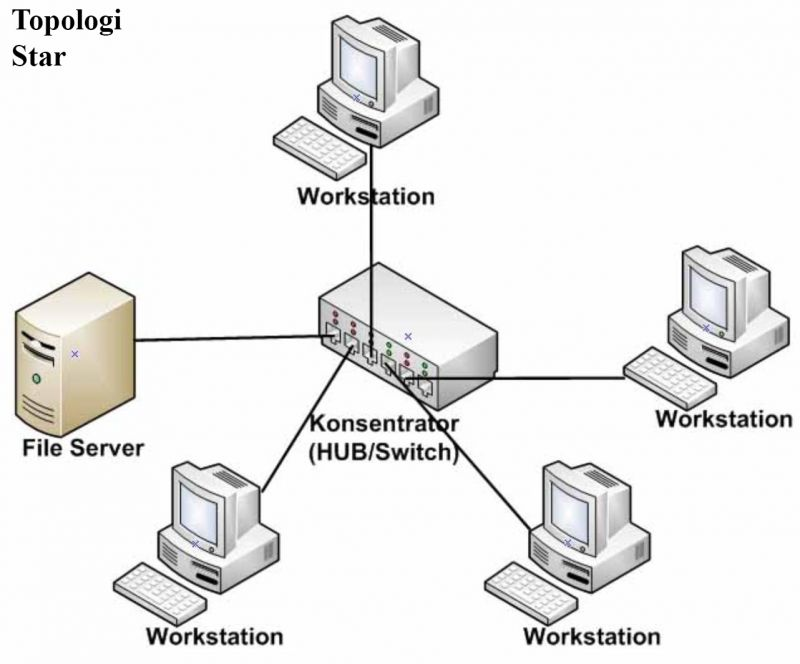 Topologi
Star
Workstation
Workstation
File Server
Konsentrator
(HUB/Switch)
Workstation
Workstation